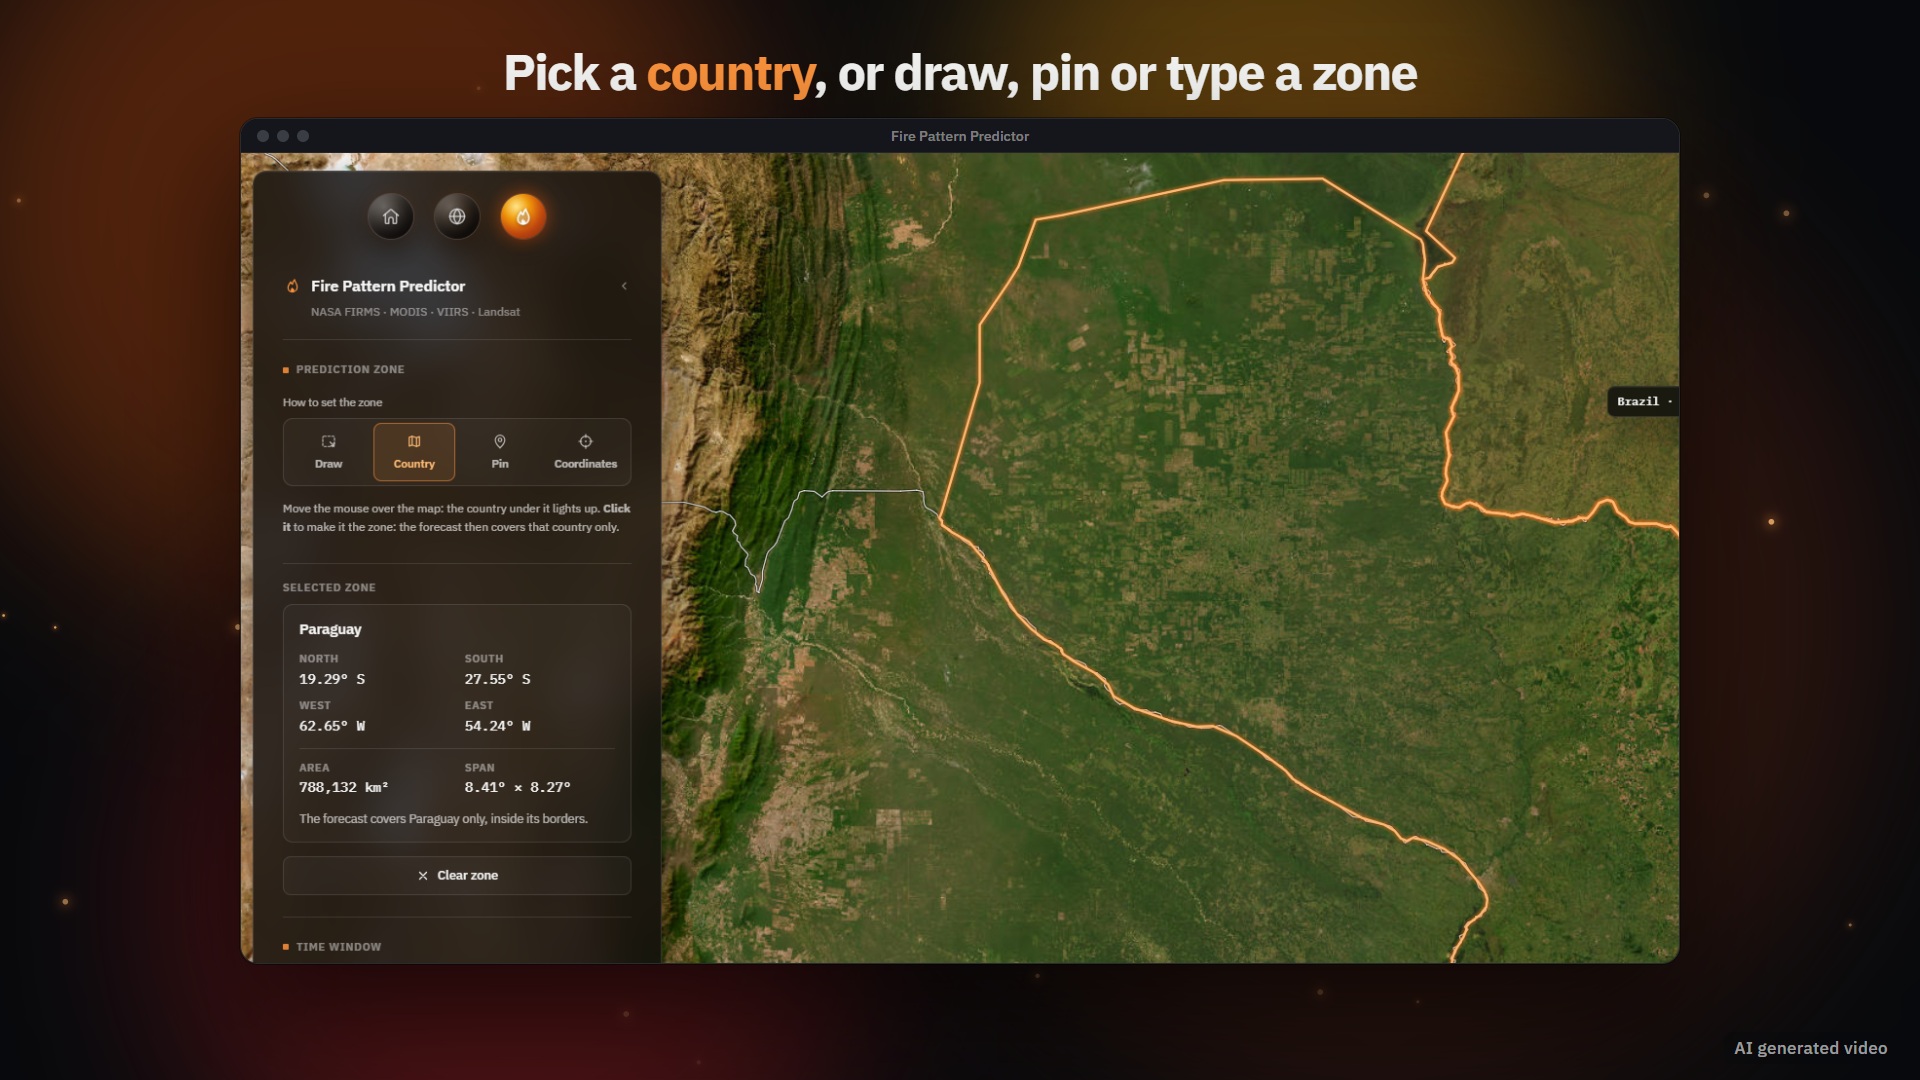 Pick a country, or draw, pin or type a zone
Fire Pattern Predictor
Fire Pattern Predictor
NASA FIRMS · MODIS · VIIRS · Landsat
PREDICTION ZONE
How to set the zone
Draw
Country
Pin
Coordinates
Move the mouse over the map: the country under it lights up. Click
it to make it the zone: the forecast then covers that country only.
SELECTED ZONE
Paraguay
NORTH SOUTH
19.29° S 27.55° S
WEST EAST
62.65° W 54.24° W
AREA SPAN
788,132 km² 8.41° × 8.27°
The forecast covers Paraguay only, inside its borders.
Clear zone
TIME WINDOW
Brazil ·
AI generated video